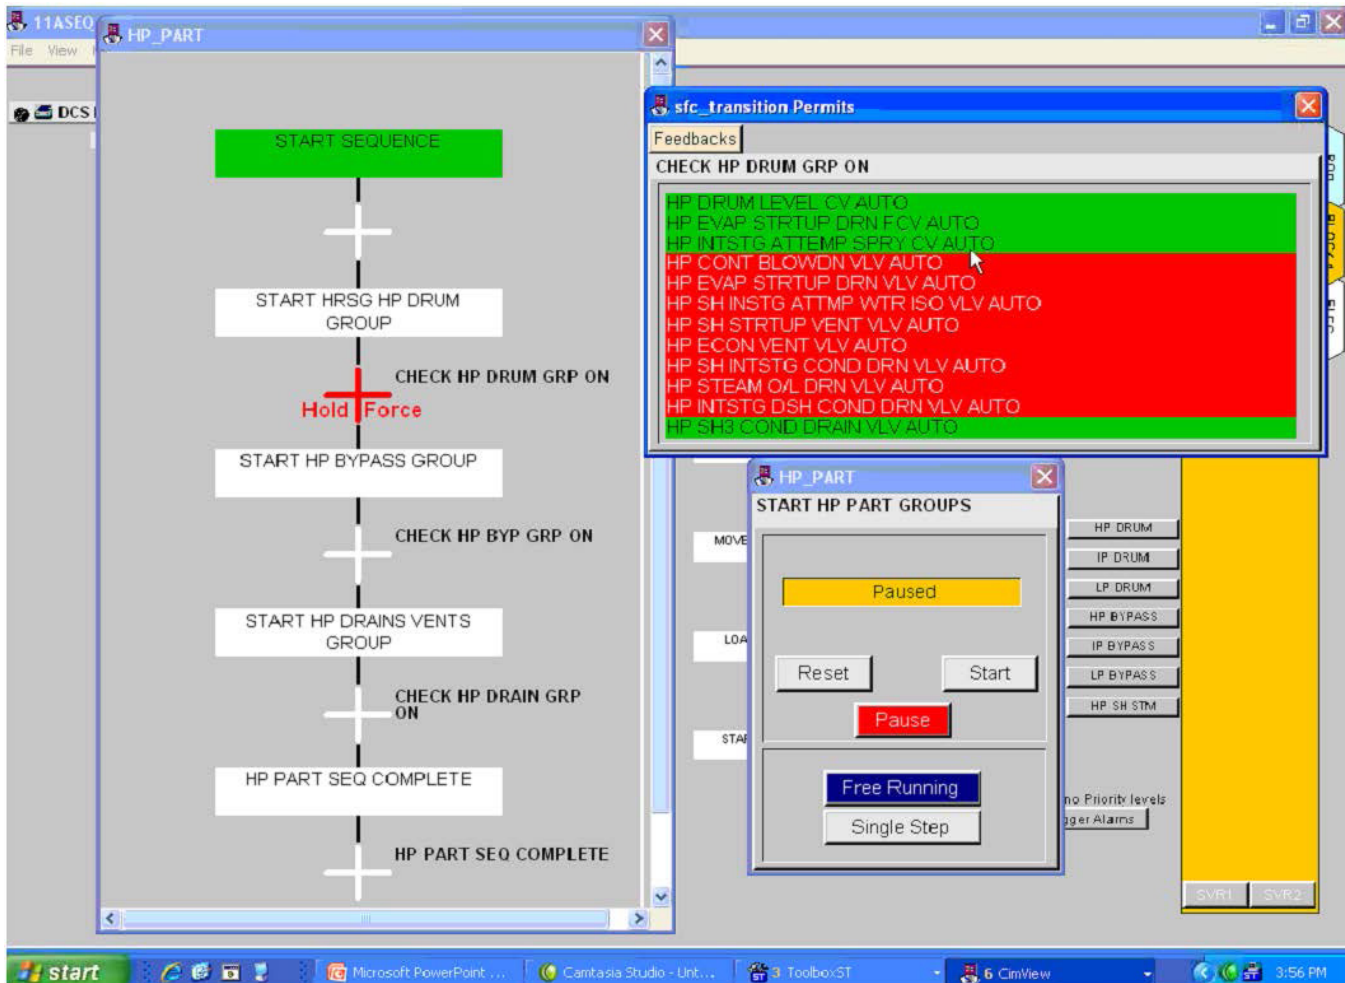 11ASEQ
File View
DCS
HP_PART
START SEQUENCE
START HRSG HP DRUM
GROUP
CHECK HP DRUM GRP ON
Hold Force
START HP BYPASS GROUP
CHECK HP BYP GRP ON
START HP DRAINS VENTS
GROUP
CHECK HP DRAIN GRP
ON
HP PART SEQ COMPLETE
HP PART SEQ COMPLETE
sfc_transition Permits
Feedbacks
CHECK HP DRUM GRP ON
HP DRUM LEVEL CV AUTO
HP EVAP STRTUP DRN FCV AUTO
HP INTSTG ATTEMP SPRY CV AUTO
HP CONT BLOWDN VLV AUTO
HP EVAP STRTUP DRN VLV AUTO
HP SH INSTG ATTMP WTR ISO VLV AUTO
HP SH STRTUP VENT VLV AUTO
HP ECON VENT VLV AUTO
HP SH INTSTG COND DRN VLV AUTO
HP STEAM O/L DRN VLV AUTO
HP INTSTG DSH COND DRN VLV AUTO
HP SH3 COND DRAIN VLV AUTO
HP_PART
START HP PART GROUPS
Paused
Reset Start
Pause
Free Running
Single Step
MOVE
LOA
STAR
HP DRUM
IP DRUM
LP DRUM
HP BYPASS
IP BYPASS
LP BYPASS
HP SH STM
no Priority levels
gger Alarms
SVR1 SVR2
start
Microsoft PowerPoint ...
Camtasia Studio - Unt...
3 ToolboxST
6 CimView
3:56 PM